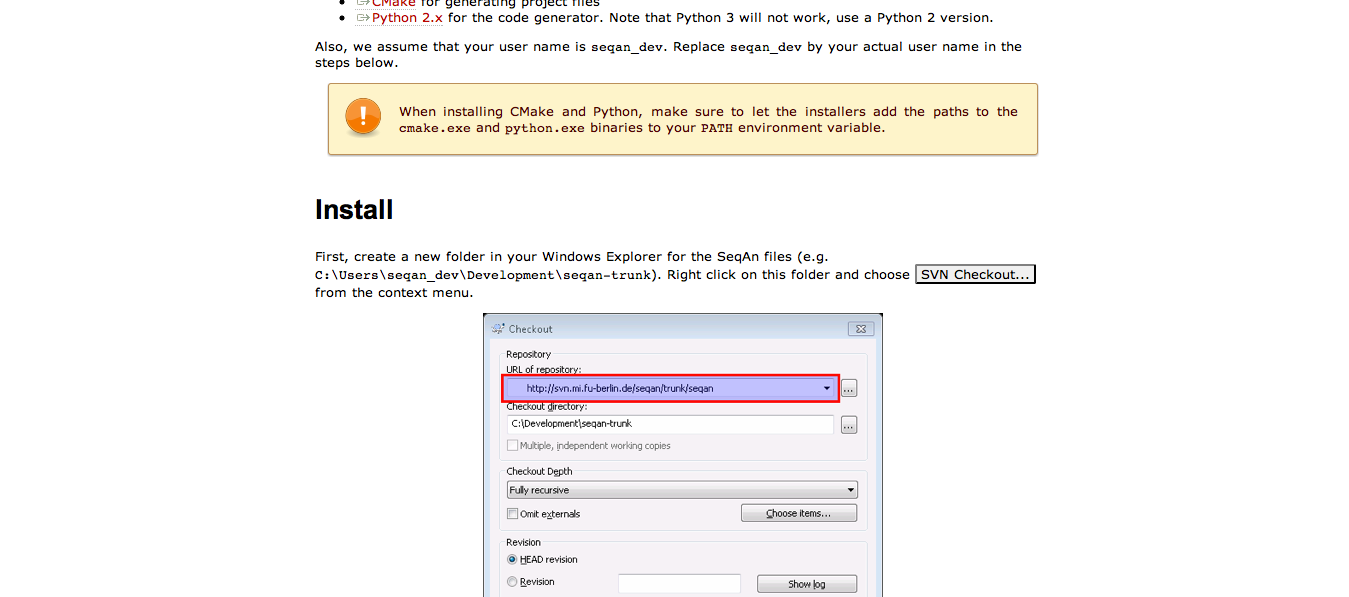 CMake for generating project files
Python 2.x for the code generator. Note that Python 3 will not work, use a Python 2 version.
Also, we assume that your user name is seqan_dev. Replace seqan_dev by your actual user name in the
steps below.
When installing CMake and Python, make sure to let the installers add the paths to the
cmake.exe and python.exe binaries to your PATH environment variable.
Install
First, create a new folder in your Windows Explorer for the SeqAn files (e.g.
C:\Users\seqan_dev\Development\seqan-trunk). Right click on this folder and choose SVN Checkout...
from the context menu.
Checkout
Repository
URL of repository:
http://svn.mi.fu-berlin.de/seqan/trunk/seqan
...
Checkout directory:
C:\Development\seqan-trunk
...
Multiple, independent working copies
Checkout Depth
Fully recursive
Omit externals
Choose items...
Revision
HEAD revision
Revision
Show log